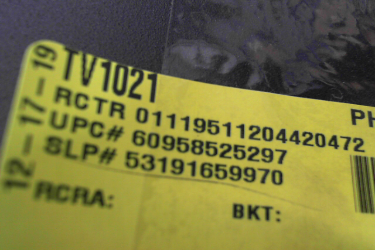 12-17-19
TV1021
RCTR 01119511204420472
UPC# 60958525297
SLP# 53191659970
RCRA:
BKT:
PH